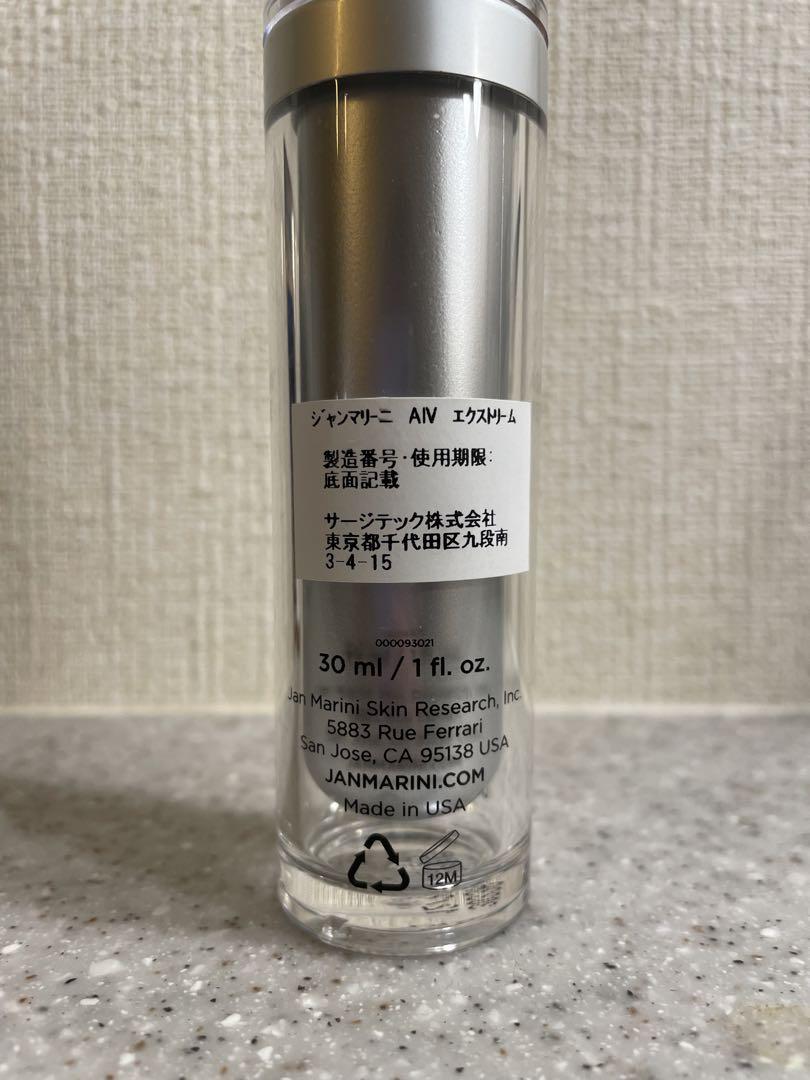 ジャンマリーニ AIV エクストリーム
製造番号・使用期限:
底面記載
サージテック株式会社
東京都千代田区九段南
3-4-15
000093021
30 ml / 1 fl. oz.
Jan Marini Skin Research, Inc.
5883 Rue Ferrari
San Jose, CA 95138 USA
JANMARINI.COM
Made in USA
12M